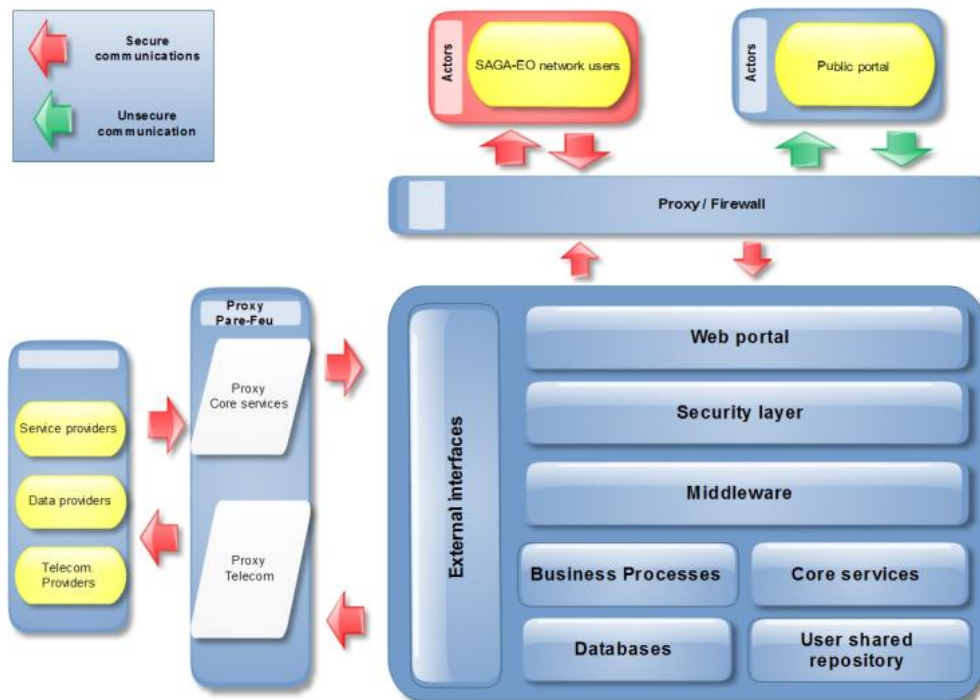 Secure
communications
Unsecure
communication
Actors
SAGA-EO network users
Actors
Public portal
Proxy / Firewall
Proxy
Pare-Feu
Proxy
Core services
Service providers
Data providers
Telecom.
Providers
Proxy
Telecom
External interfaces
Web portal
Security layer
Middleware
Business Processes
Core services
Databases
User shared
repository